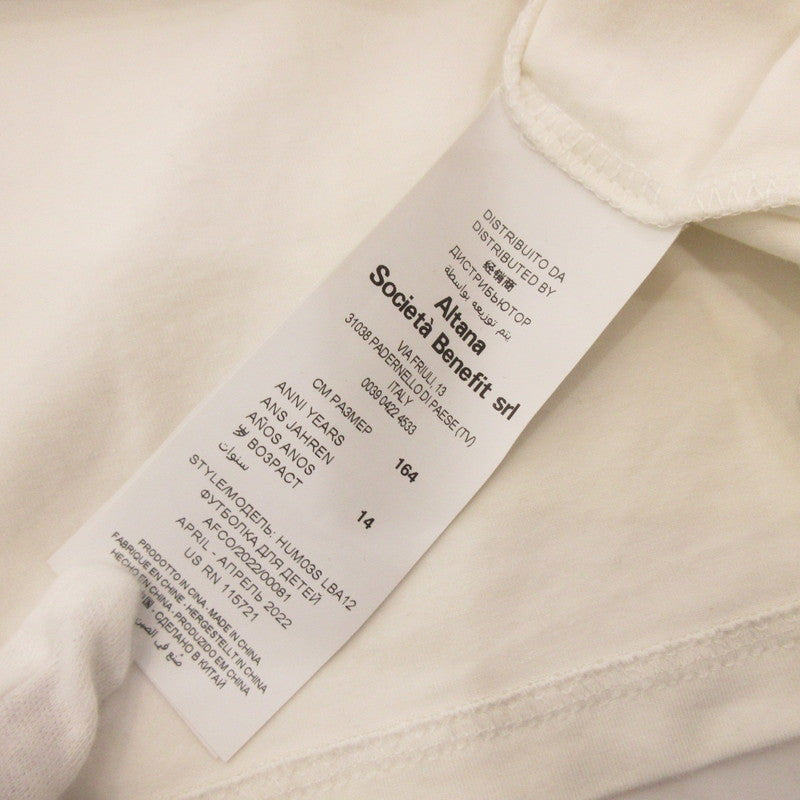 DISTRIBUITO DA
DISTRIBUTED BY
经销商
ДИСТРИБЬЮТОР
يتم توزيعه بواسطة
Altana
Società Benefit srl
VIA FRIULI, 13
31038 PADERNELLO DI PAESE (TV)
ITALY
0039 0422 4533
CM РАЗМЕР 164
ANNI YEARS
ANS JAHREN
AÑOS ANOS 14
岁 ВОЗРАСТ
سنوات
STYLE/МОДЕЛЬ: HUM03S LBA12
ФУТБОЛКА ДЛЯ ДЕТЕЙ
AFCO/2022/00081
APRIL - АПРЕЛЬ 2022
US RN 115721
PRODOTTO IN CINA - MADE IN CHINA
FABRIQUE EN CHINE - HERGESTELLT IN CHINA
HECHO EN CHINA - PRODUZIDO EM CHINA
国 - СДЕЛАНО В КИТАЙ
صنع في الصين